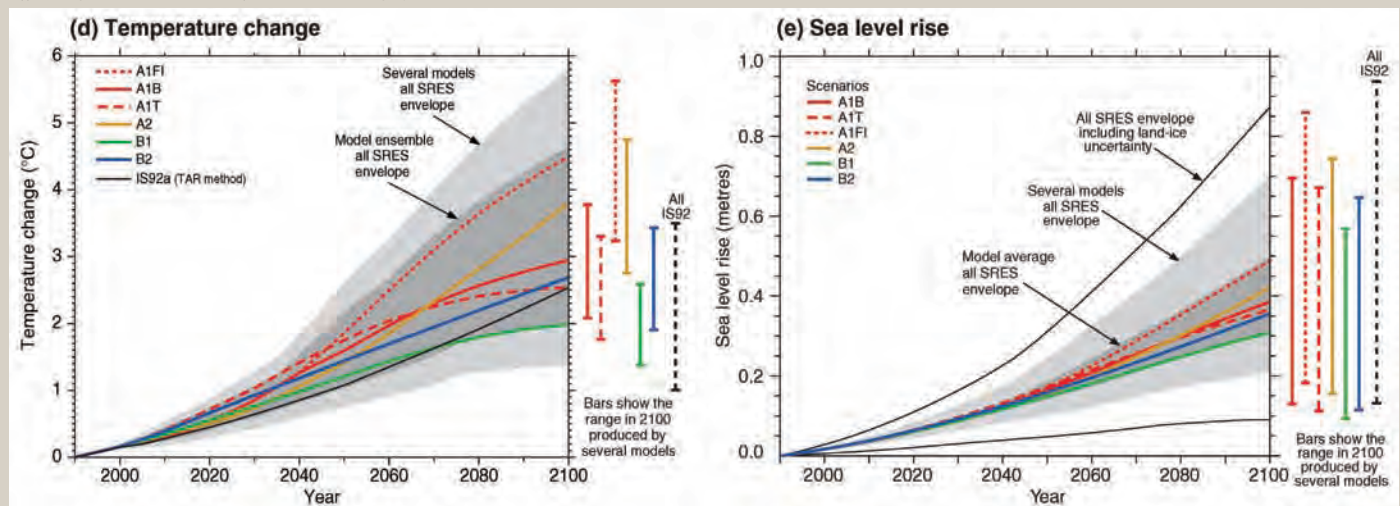 (d) Temperature change
6
5
4
3
2
1
0
Temperature change (°C)
A1FI
A1B
A1T
A2
B1
B2
IS92a (TAR method)
Several models
all SRES
envelope
Model ensemble
all SRES
envelope
2000
2020
2040
2060
2080
2100
Year
All
IS92
Bars show the
range in 2100
produced by
several models
(e) Sea level rise
1.0
0.8
0.6
0.4
0.2
0.0
Sea level rise (metres)
Scenarios
A1B
A1T
A1FI
A2
B1
B2
All SRES envelope
including land-ice
uncertainty
Several models
all SRES
envelope
Model average
all SRES
envelope
2000
2020
2040
2060
2080
2100
Year
All
IS92
Bars show the
range in 2100
produced by
several models